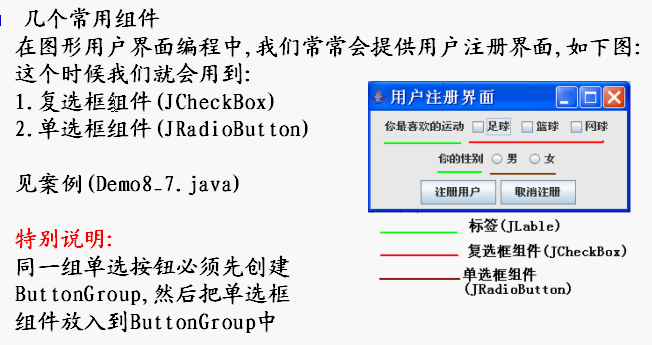 几个常用组件
在图形用户界面编程中,我们常常会提供用户注册界面,如下图:
这个时候我们就会用到:
1.复选框组件(JCheckBox)
2.单选框组件(JRadioButton)
见案例(Demo8_7.java)
特别说明:
同一组单选按钮必须先创建
ButtonGroup,然后把单选框
组件放入到ButtonGroup中
用户注册界面
你最喜欢的运动 足球 篮球 网球
你的性别 男 女
注册用户 取消注册
标签(JLable)
复选框组件(JCheckBox)
单选框组件
(JRadioButton)